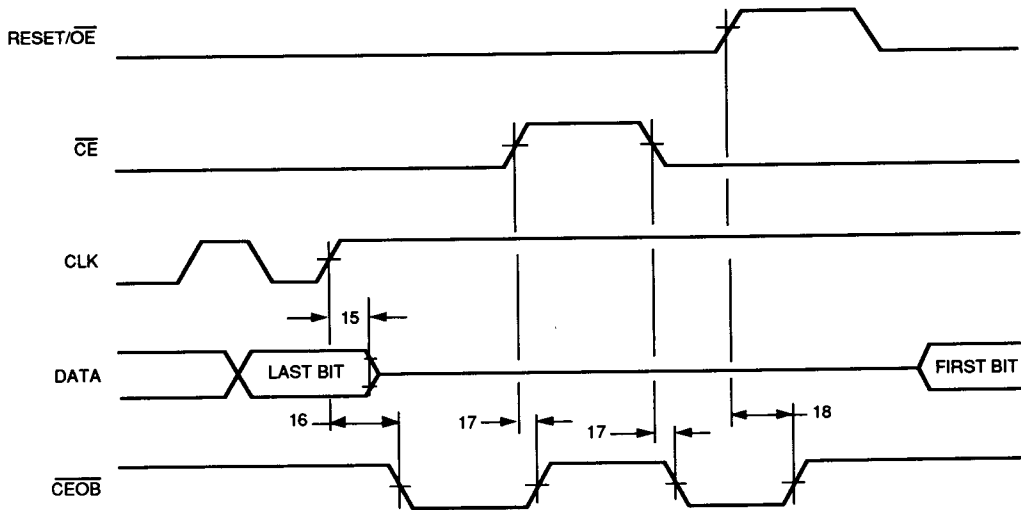 RESET/OE
CE
CLK
15
DATA
LAST BIT
FIRST BIT
16
17
17
18
CEOB